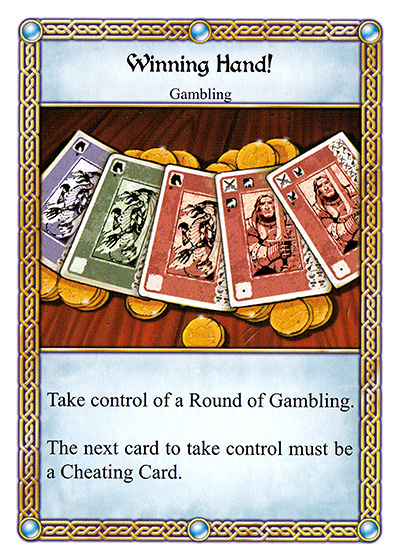 Winning Hand!
Gambling
Take control of a Round of Gambling.
The next card to take control must be
a Cheating Card.